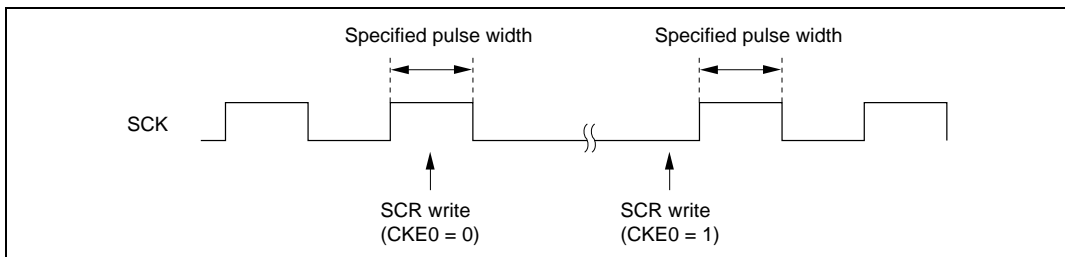 Specified pulse width
Specified pulse width
SCK
SCR write
(CKE0 = 0)
SCR write
(CKE0 = 1)